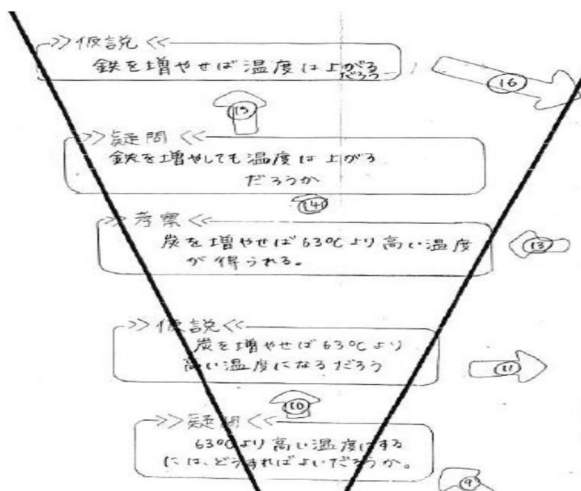 ≫仮説≪
鉄を増やせば温度は上がる
だろう
⑯
⑮
≫疑問≪
鉄を増やしても温度は上がる
だろうか
⑭
≫考察≪
炭を増やせば63℃より高い温度
が得られる。
⑬
≫仮説≪
炭を増やせば63℃より
高い温度になるだろう
⑪
⑩
≫疑問≪
63℃より高い温度にする
には、どうすればよいだろうか。
⑨